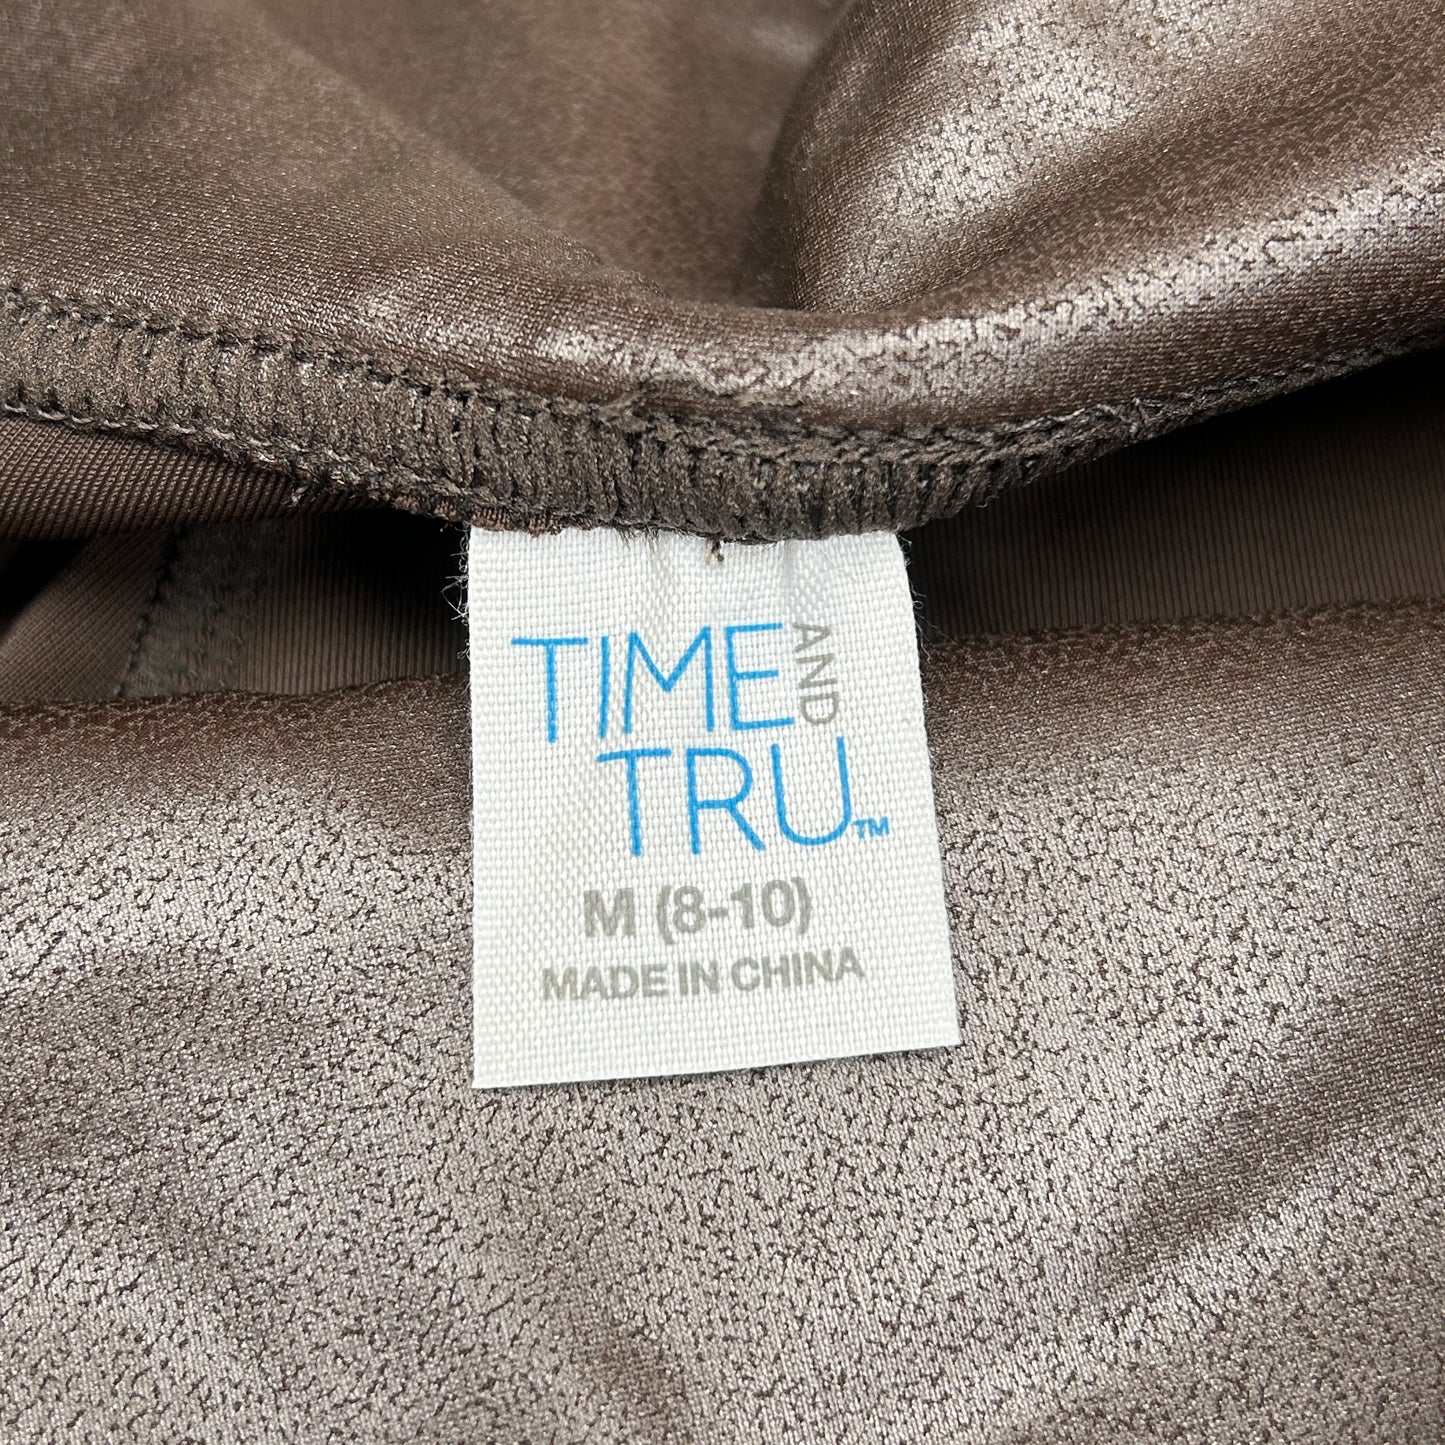 TIME AND
TRU™
M (8-10)
MADE IN CHINA